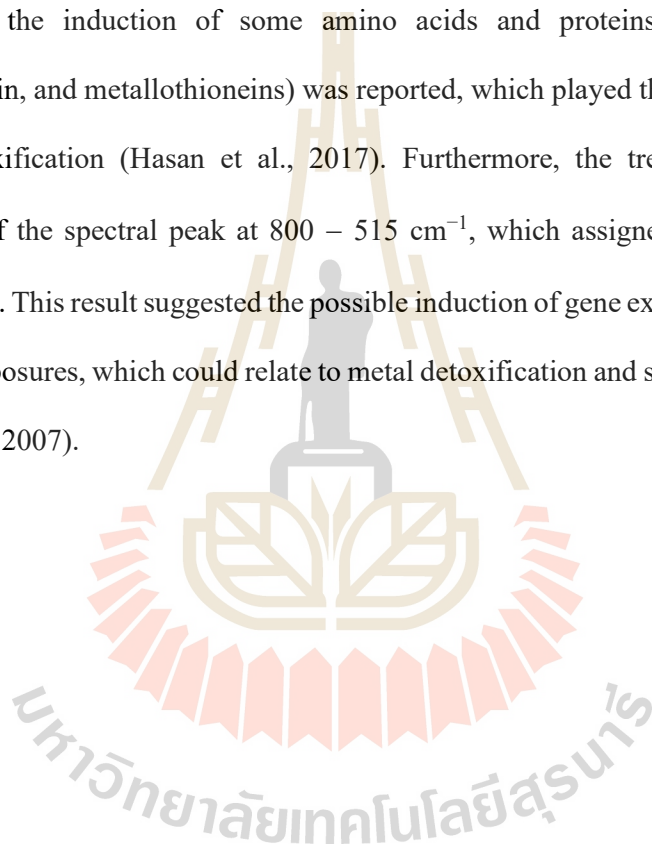 the induction of some amino acids and proteins
in, and metallothioneins) was reported, which played th
xification (Hasan et al., 2017). Furthermore, the tre
f the spectral peak at 800 – 515 cm⁻¹, which assigne
. This result suggested the possible induction of gene ex
posures, which could relate to metal detoxification and s
2007).
มหาวิทยาลัยเทคโนโลยีสุรนารี